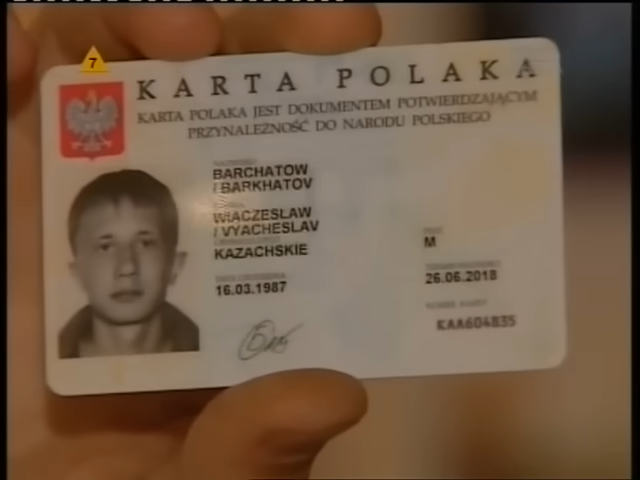 7
KARTA POLAKA
KARTA POLAKA JEST DOKUMENTEM POTWIERDZAJĄCYM
PRZYNALEŻNOŚĆ DO NARODU POLSKIEGO
BARCHATOW
/ BARKHATOV
WIACZESLAW
/ VYACHESLAV
KAZACHSKIE
M
16.03.1987
26.06.2018
KAA604835